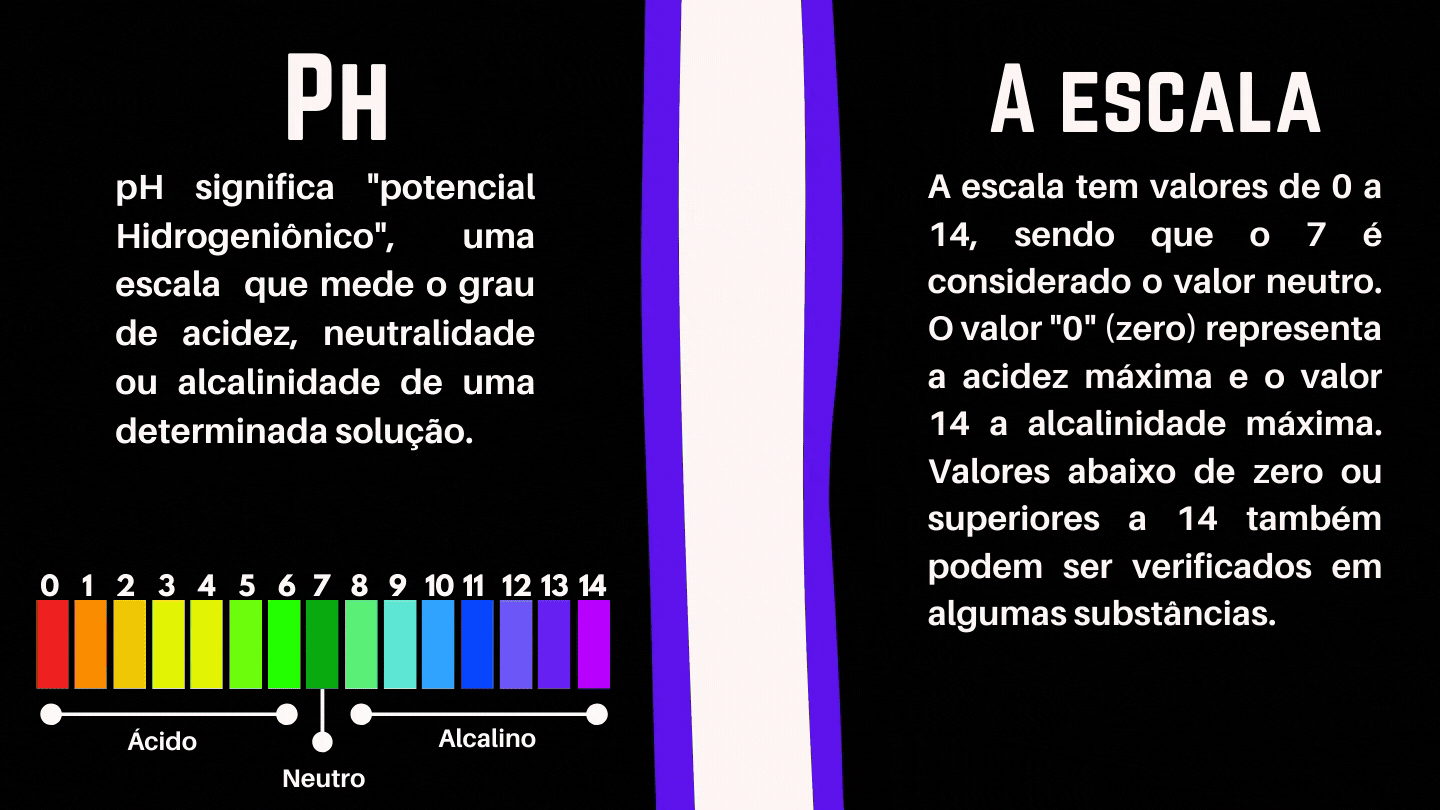 PH
pH significa "potencial
Hidrogeniônico", uma
escala que mede o grau
de acidez, neutralidade
ou alcalinidade de uma
determinada solução.
0 1 2 3 4 5 6 7 8 9 10 11 12 13 14
Ácido
Alcalino
Neutro
A ESCALA
A escala tem valores de 0 a
14, sendo que o 7 é
considerado o valor neutro.
O valor "0" (zero) representa
a acidez máxima e o valor
14 a alcalinidade máxima.
Valores abaixo de zero ou
superiores a 14 também
podem ser verificados em
algumas substâncias.